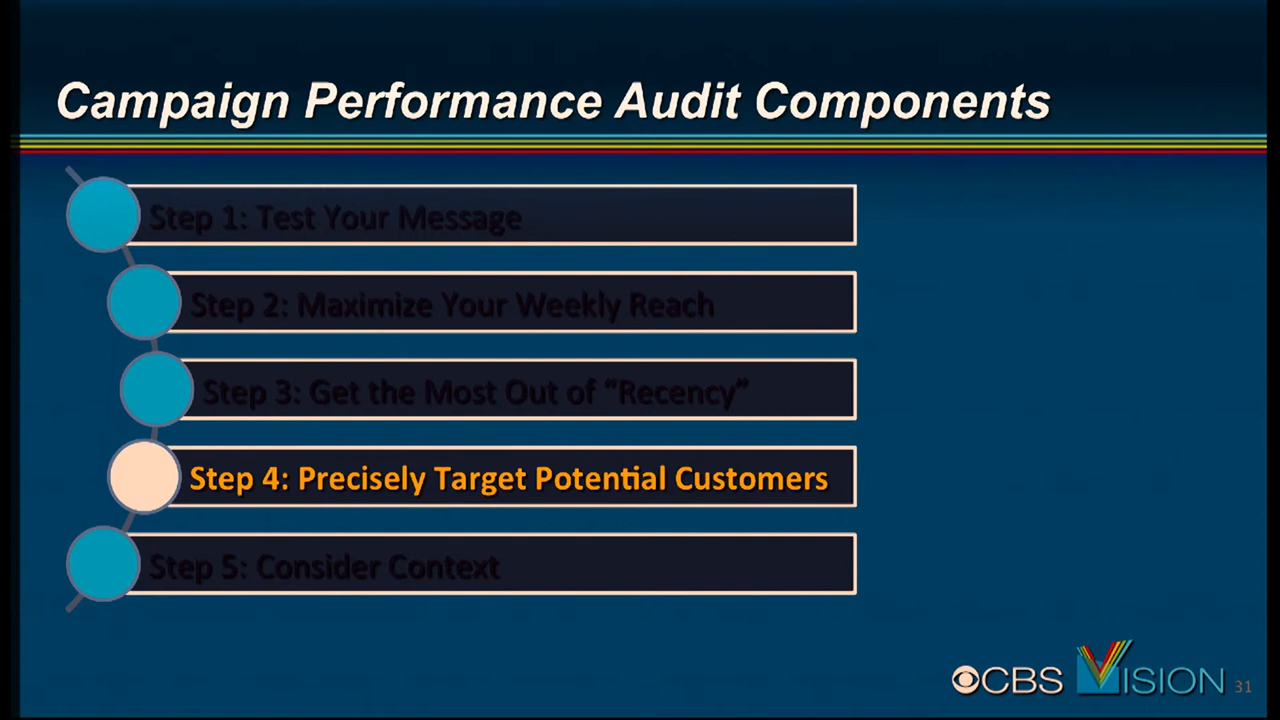 Campaign Performance Audit Components
Step 1: Test Your Message
Step 2: Maximize Your Weekly Reach
Step 3: Get the Most Out of “Recency”
Step 4: Precisely Target Potential Customers
Step 5: Consider Context
CBS VISION 31